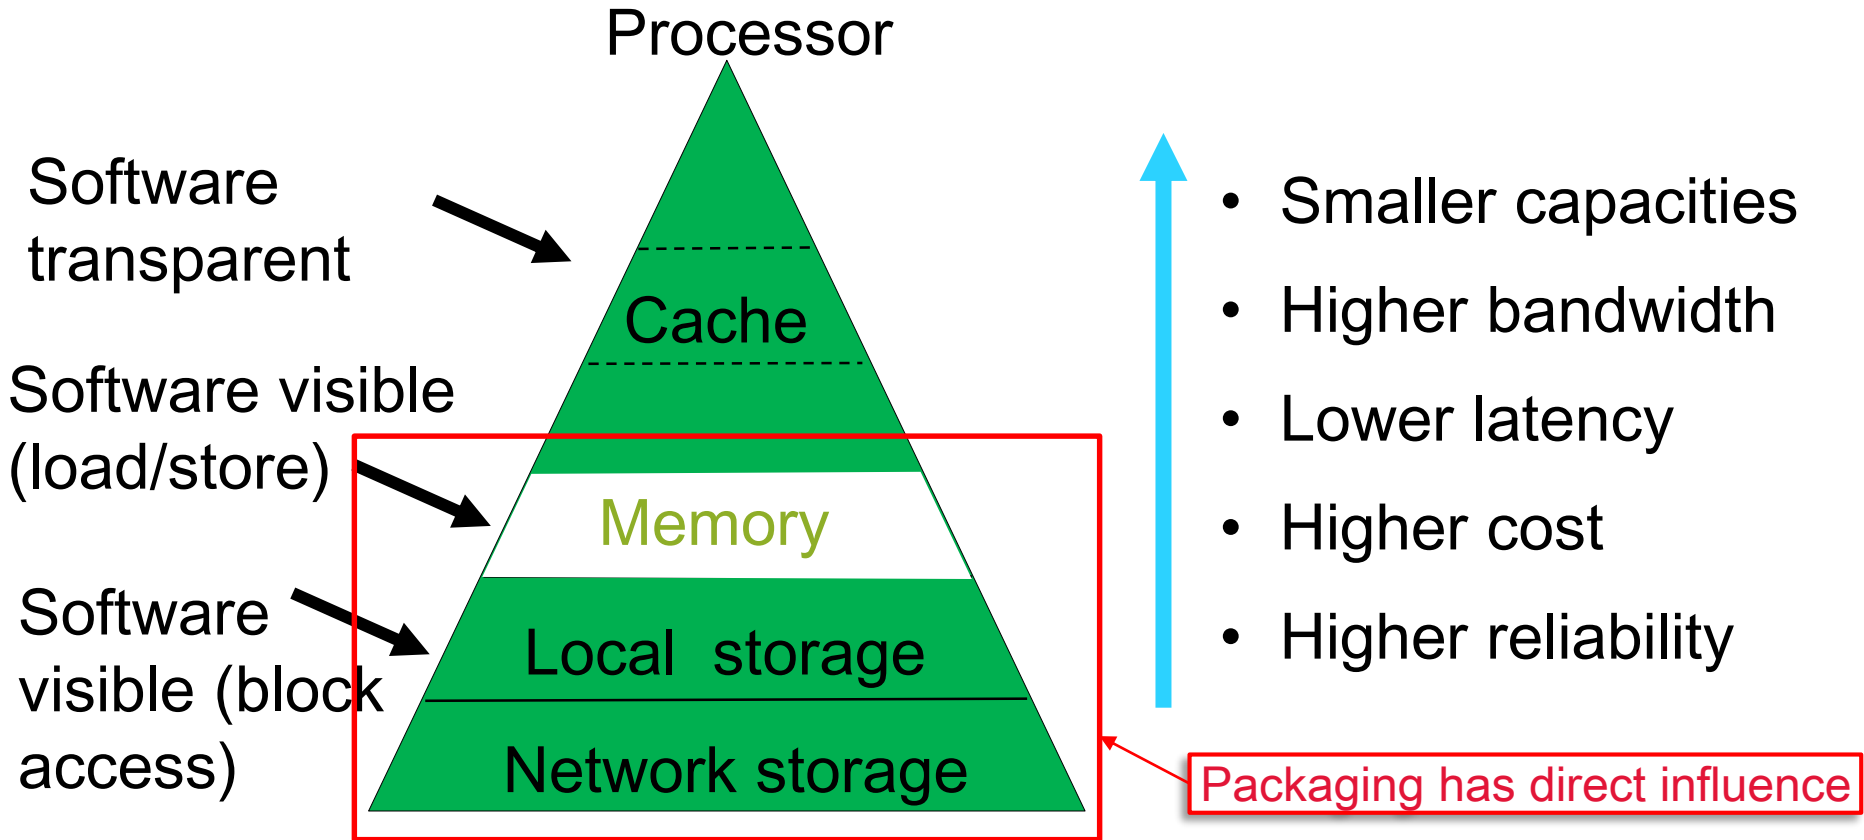 Processor
Software
transparent
Cache
Software visible
(load/store)
Memory
Software
visible (block
access)
Local storage
Network storage
• Smaller capacities
• Higher bandwidth
• Lower latency
• Higher cost
• Higher reliability
Packaging has direct influence